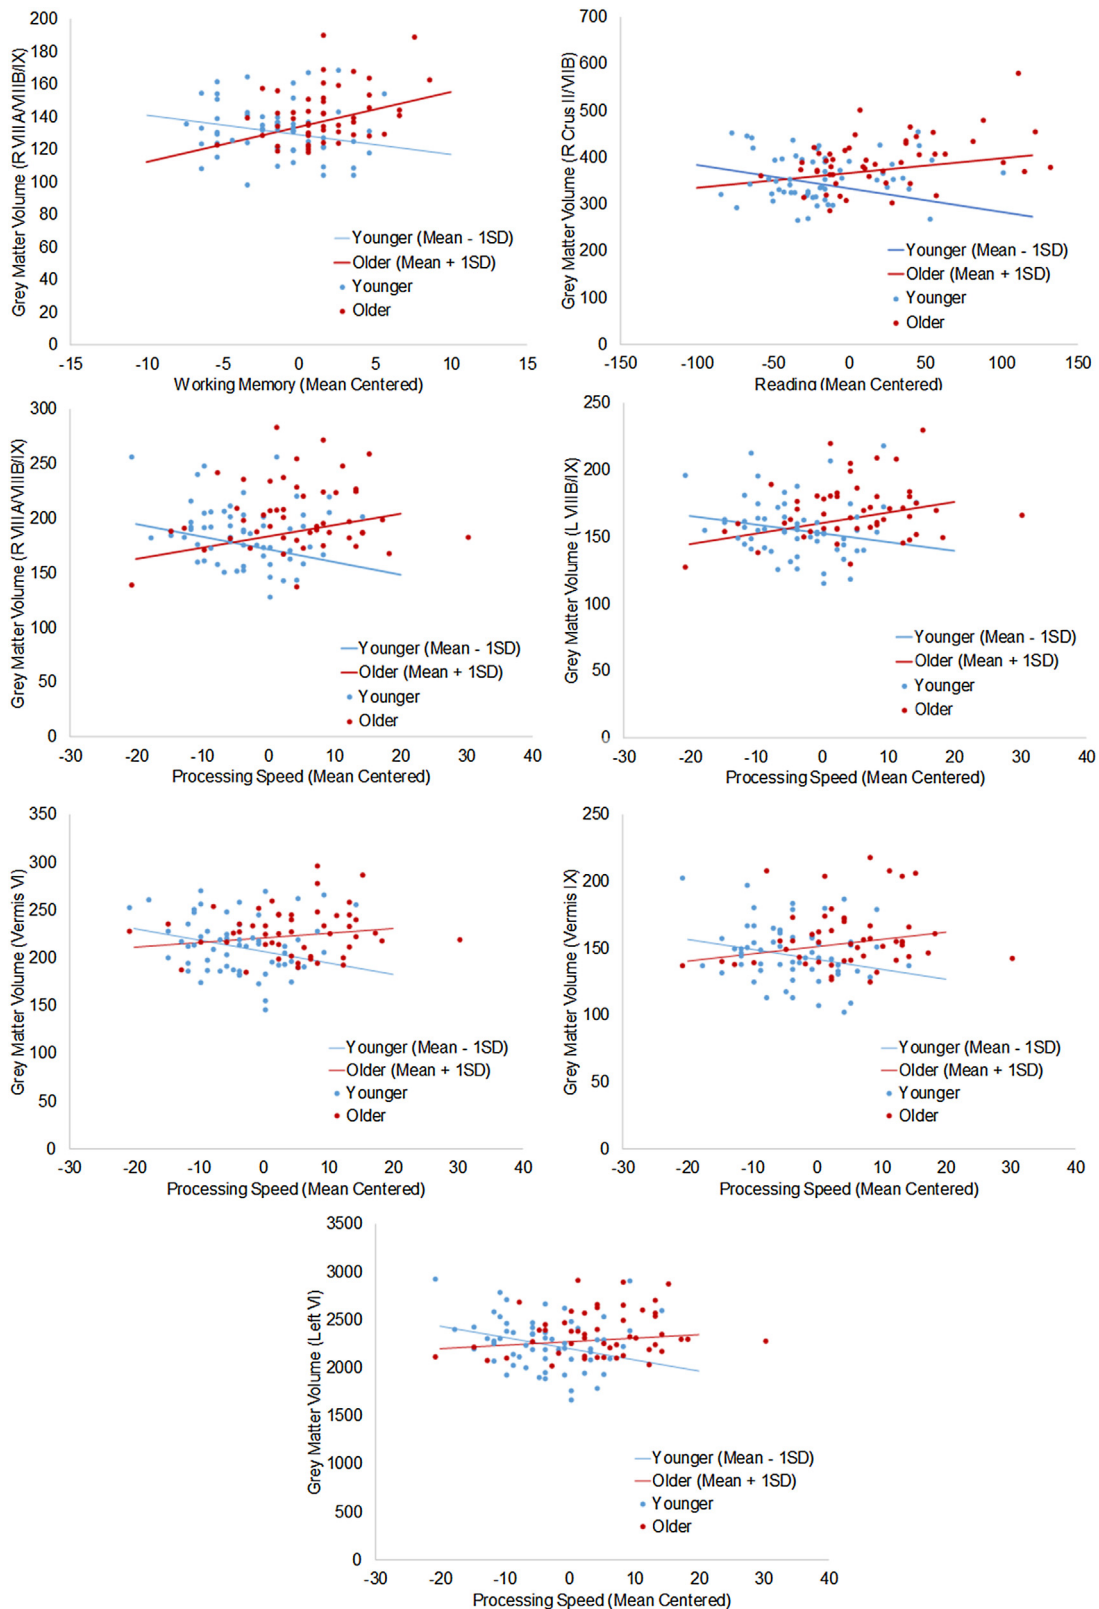 Grey Matter Volume (R VIIIA/VIIIB/IX)
200
180
160
140
120
100
80
60
40
20
0
-15
-10
-5
0
5
10
15
Working Memory (Mean Centered)
Younger (Mean - 1SD)
Older (Mean + 1SD)
Younger
Older
Grey Matter Volume (R Crus II/VIIB)
700
600
500
400
300
200
100
0
-150
-100
-50
0
50
100
150
Reading (Mean Centered)
Younger (Mean - 1SD)
Older (Mean + 1SD)
Younger
Older
Grey Matter Volume (R VIIIA/VIIIB/IX)
300
250
200
150
100
50
0
-30
-20
-10
0
10
20
30
40
Processing Speed (Mean Centered)
Younger (Mean - 1SD)
Older (Mean + 1SD)
Younger
Older
Grey Matter Volume (L VIIIB/IX)
250
200
150
100
50
0
-30
-20
-10
0
10
20
30
40
Processing Speed (Mean Centered)
Younger (Mean - 1SD)
Older (Mean + 1SD)
Younger
Older
Grey Matter Volume (Vermis VI)
350
300
250
200
150
100
50
0
-30
-20
-10
0
10
20
30
40
Processing Speed (Mean Centered)
Younger (Mean - 1SD)
Older (Mean + 1SD)
Younger
Older
Grey Matter Volume (Vermis IX)
250
200
150
100
50
0
-30
-20
-10
0
10
20
30
40
Processing Speed (Mean Centered)
Younger (Mean - 1SD)
Older (Mean + 1SD)
Younger
Older
Grey Matter Volume (Left VI)
3500
3000
2500
2000
1500
1000
500
0
-30
-20
-10
0
10
20
30
40
Processing Speed (Mean Centered)
Younger (Mean - 1SD)
Older (Mean + 1SD)
Younger
Older